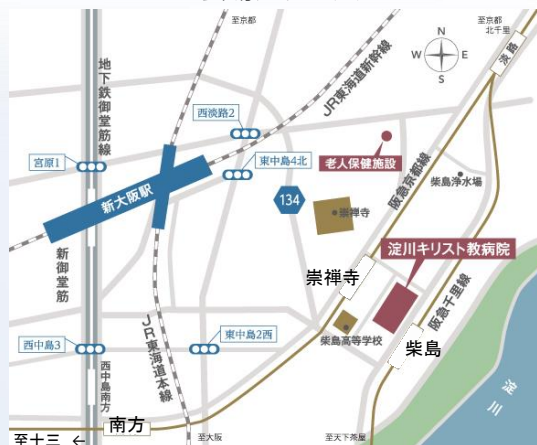 至京都
至京都
北千里
N
W
E
S
淡路
地下鉄御堂筋線
JR東海道新幹線
西淡路2
宮原1
東中島4北
老人保健施設
阪急京都線
柴島浄水場
新大阪駅
134
崇禅寺
淀川キリスト教病院
新御堂筋
崇禅寺
阪急千里線
JR東海道本線
西中島3
東中島2西
柴島高等学校
柴島
西中島南方
淀川
南方
至十三 ←
至大阪
至天下茶屋